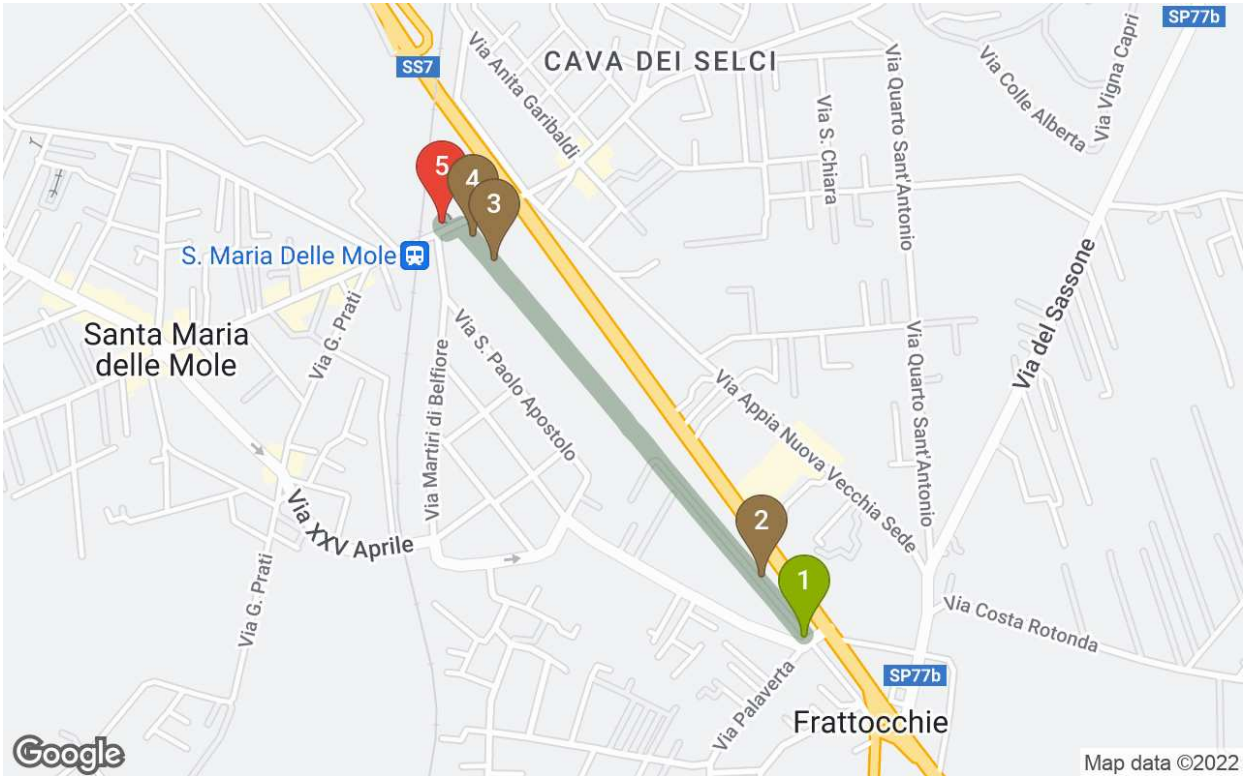 SP77b
CAVA DEI SELCI
SS7
Via Anita Garibaldi
Via S. Chiara
Via Quarto Sant'Antonio
Via Colle Alberta
Via Vigna Capri
5
4
3
S. Maria Delle Mole
Santa Maria
delle Mole
Via G. Prati
Via Martiri di Belfiore
Via S. Paolo Apostolo
Via Appia Nuova Vecchia Sede
Via Quarto Sant'Antonio
Via del Sassone
Via XXV Aprile
Via G. Prati
2
1
Via Costa Rotonda
Via Palaverta
SP77b
Frattocchie
Google
Map data ©2022